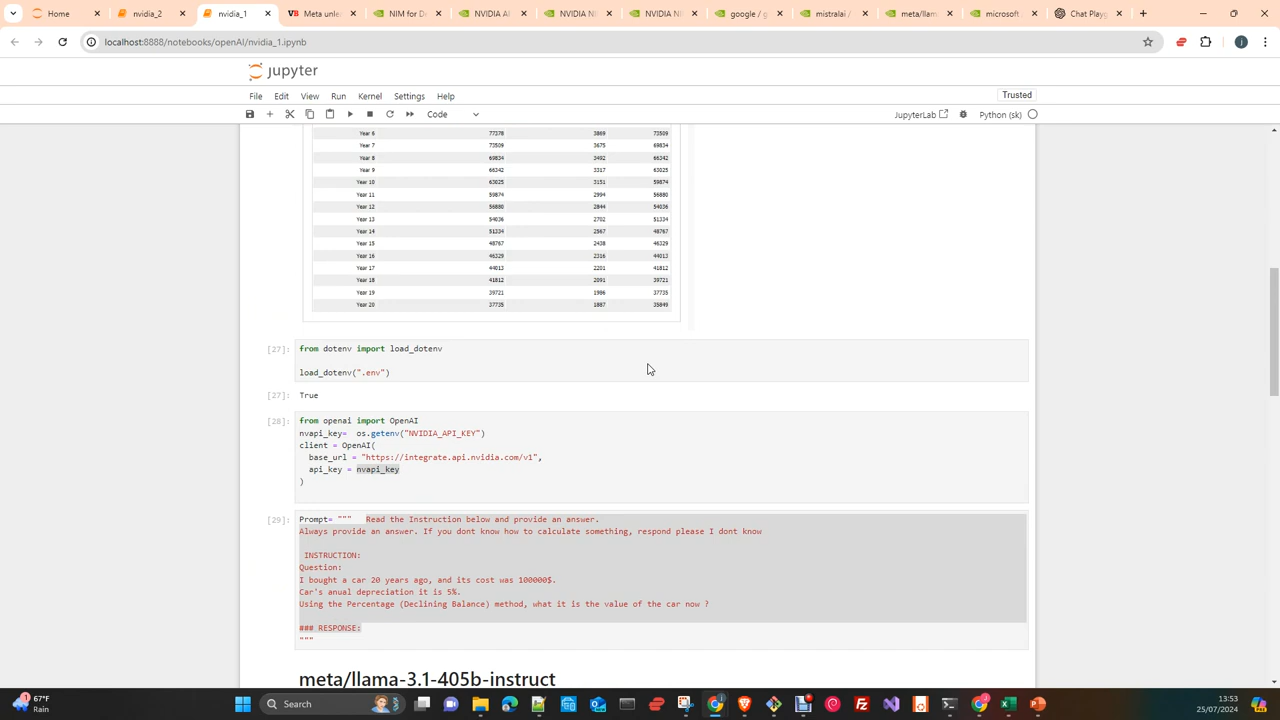 Home
nvidia_2
nvidia_1
Meta unle
NIM for D
NVIDIA AI
NVIDIA NI
NVIDIA NI
google / g
mistralai /
meta/llam
microsoft
Chat Playg
localhost:8888/notebooks/openAI/nvidia_1.ipynb
jupyter
File Edit View Run Kernel Settings Help
Trusted
Code
JupyterLab
Python (sk)
Year 6 77378 3869 73509
Year 7 73509 3675 69834
Year 8 69834 3492 66342
Year 9 66342 3317 63025
Year 10 63025 3151 59874
Year 11 59874 2994 56880
Year 12 56880 2844 54036
Year 13 54036 2702 51334
Year 14 51334 2567 48767
Year 15 48767 2438 46329
Year 16 46329 2316 44013
Year 17 44013 2201 41812
Year 18 41812 2091 39721
Year 19 39721 1986 37735
Year 20 37735 1887 35849
[27]: from dotenv import load_dotenv
load_dotenv(".env")
[27]: True
[28]: from openai import OpenAI
nvapi_key= os.getenv("NVIDIA_API_KEY")
client = OpenAI(
base_url = "https://integrate.api.nvidia.com/v1",
api_key = nvapi_key
)
[29]: Prompt= """ Read the Instruction below and provide an answer.
Always provide an answer. If you dont know how to calculate something, respond please I dont know
INSTRUCTION:
Question:
I bought a car 20 years ago, and its cost was 100000$.
Car's anual depreciation it is 5%.
Using the Percentage (Declining Balance) method, what it is the value of the car now ?
### RESPONSE:
"""
meta/llama-3.1-405b-instruct
67°F
Rain
Search
13:53
25/07/2024